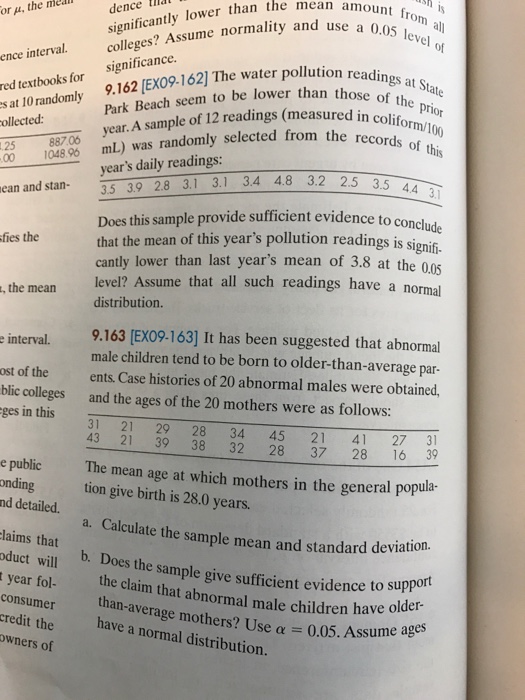 or μ, the mean
ence interval.
red textbooks for
es at 10 randomly
collected:
.25 887.06
.00 1048.96
ean and stan-
sfies the
, the mean
e interval.
ost of the
blic colleges
ges in this
e public
onding
nd detailed.
claims that
oduct will
year fol-
consumer
credit the
owners of
dence
significantly lower than the mean amount from all
colleges? Assume normality and use a 0.05 level of
significance.
9.162 [EX09-162] The water pollution readings at State
Park Beach seem to be lower than those of the prior
year. A sample of 12 readings (measured in coliform/100
mL) was randomly selected from the records of this
year's daily readings:
3.5 3.9 2.8 3.1 3.1 3.4 4.8 3.2 2.5 3.5 4.4 3.1
Does this sample provide sufficient evidence to conclude
that the mean of this year's pollution readings is signifi-
cantly lower than last year's mean of 3.8 at the 0.05
level? Assume that all such readings have a normal
distribution.
9.163 [EX09-163] It has been suggested that abnormal
male children tend to be born to older-than-average par-
ents. Case histories of 20 abnormal males were obtained,
and the ages of the 20 mothers were as follows:
31 21 29 28 34 45 21 41 27 31
43 21 39 38 32 28 37 28 16 39
The mean age at which mothers in the general popula-
tion give birth is 28.0 years.
a. Calculate the sample mean and standard deviation.
b. Does the sample give sufficient evidence to support
the claim that abnormal male children have older-
than-average mothers? Use α = 0.05. Assume ages
have a normal distribution.